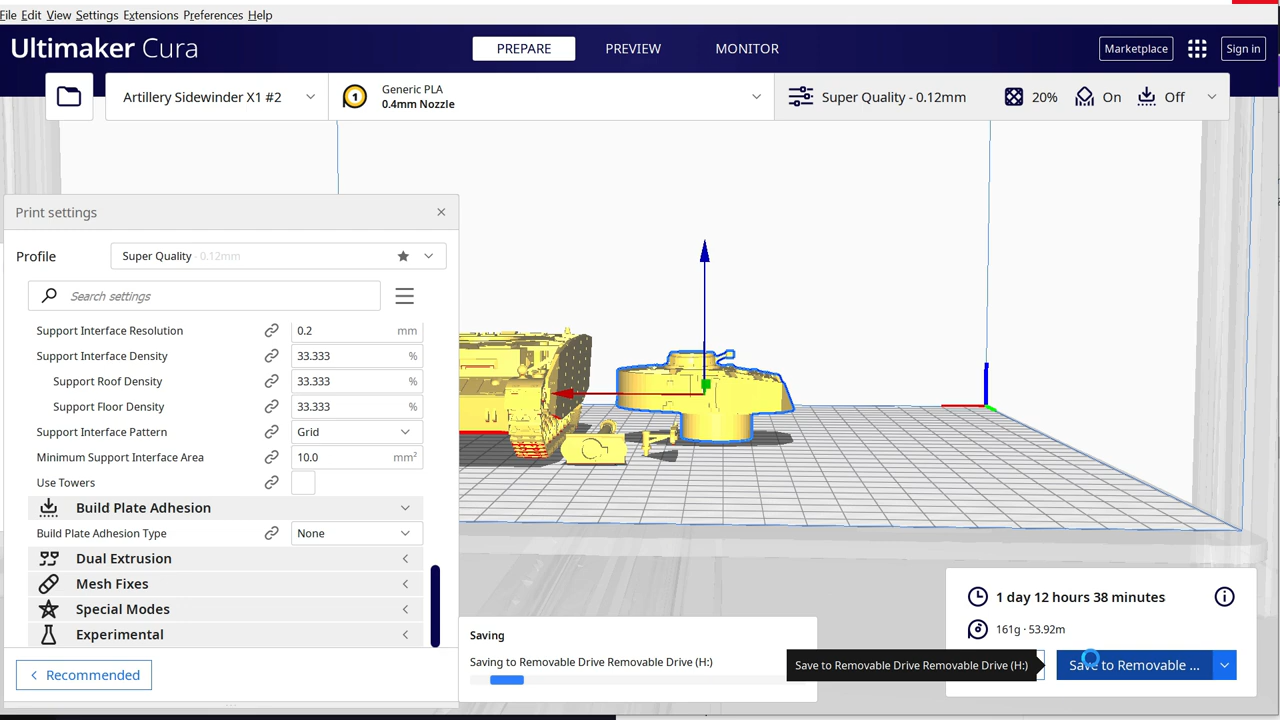 File Edit View Settings Extensions Preferences Help
Ultimaker Cura
PREPARE
PREVIEW
MONITOR
Marketplace
Sign in
Artillery Sidewinder X1 #2
1
Generic PLA
0.4mm Nozzle
Super Quality - 0.12mm
20%
On
Off
Print settings
Profile
Super Quality - 0.12mm
Search settings
Support Interface Resolution 0.2 mm
Support Interface Density 33.333 %
Support Roof Density 33.333 %
Support Floor Density 33.333 %
Support Interface Pattern Grid
Minimum Support Interface Area 10.0 mm²
Use Towers
Build Plate Adhesion
Build Plate Adhesion Type None
Dual Extrusion
Mesh Fixes
Special Modes
Experimental
Recommended
Saving
Saving to Removable Drive Removable Drive (H:)
1 day 12 hours 38 minutes
161g · 53.92m
Save to Removable Drive Removable Drive (H:)
Save to Removable ...